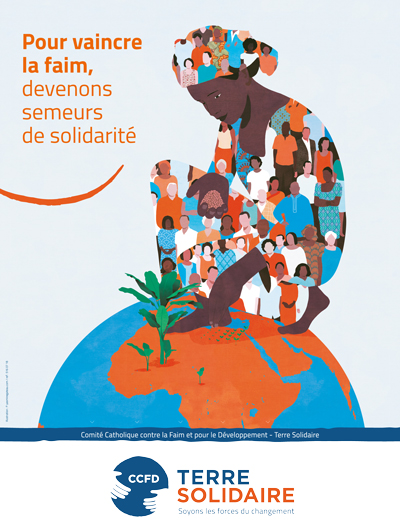 Pour vaincre
la faim,
devenons
semeurs
de solidarité
Comité Catholique contre la Faim et pour le Développement - Terre Solidaire
CCFD
TERRE
SOLIDAIRE
Soyons les forces du changement